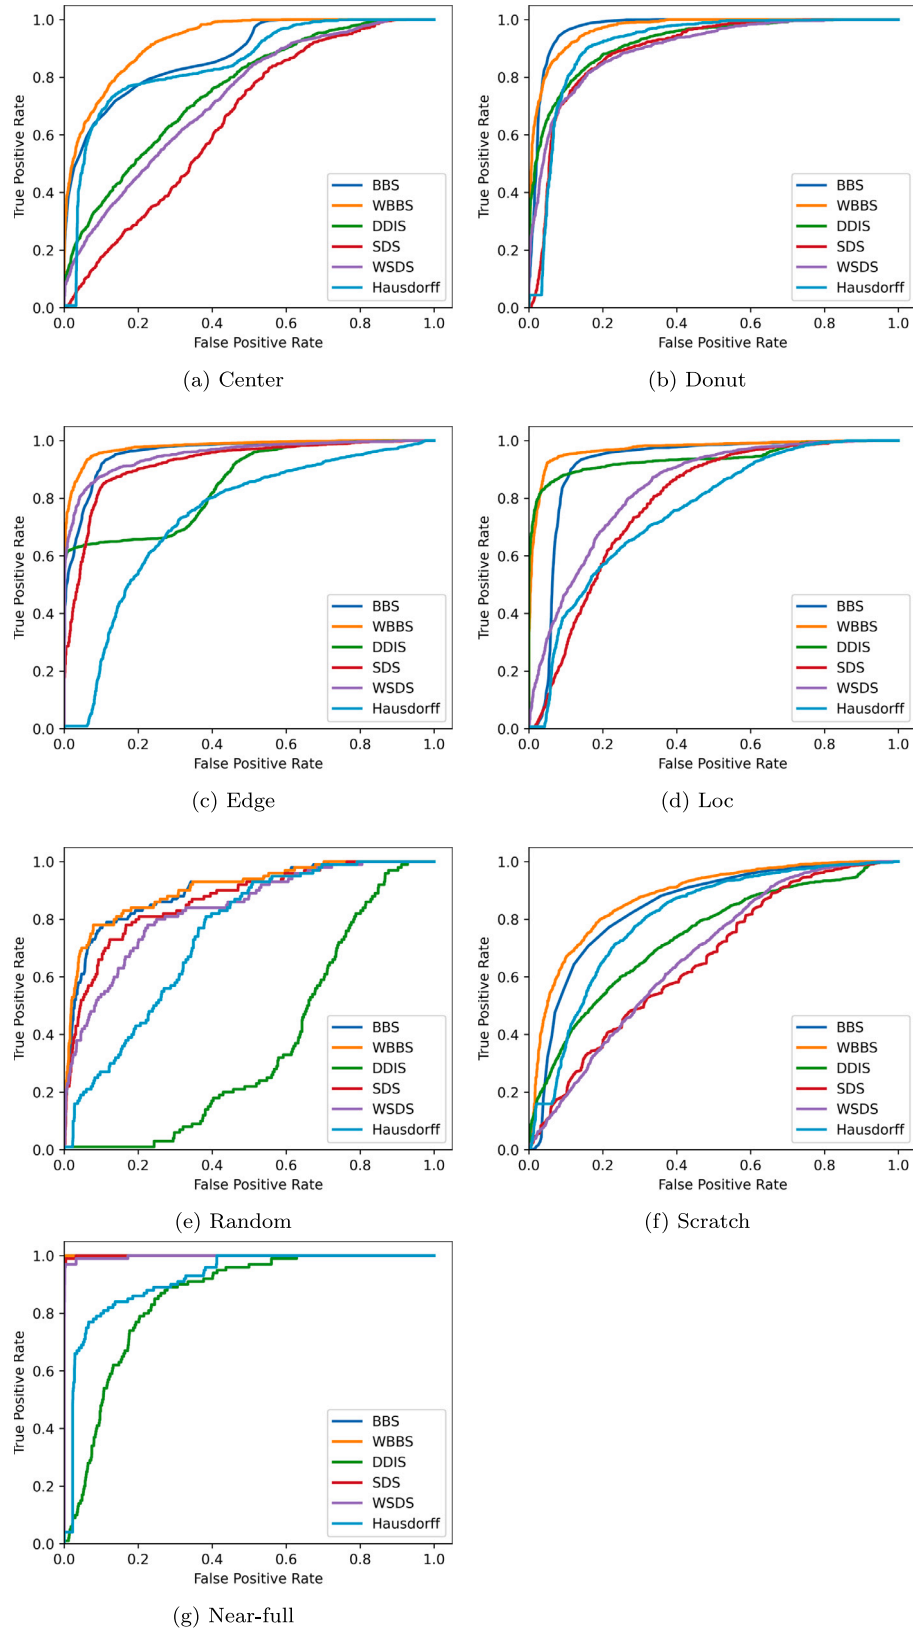 1.0
0.8
0.6
0.4
0.2
0.0
True Positive Rate
BBS
WBBS
DDIS
SDS
WSDS
Hausdorff
0.0 0.2 0.4 0.6 0.8 1.0
False Positive Rate
(a) Center
1.0
0.8
0.6
0.4
0.2
0.0
True Positive Rate
BBS
WBBS
DDIS
SDS
WSDS
Hausdorff
0.0 0.2 0.4 0.6 0.8 1.0
False Positive Rate
(b) Donut
1.0
0.8
0.6
0.4
0.2
0.0
True Positive Rate
BBS
WBBS
DDIS
SDS
WSDS
Hausdorff
0.0 0.2 0.4 0.6 0.8 1.0
False Positive Rate
(c) Edge
1.0
0.8
0.6
0.4
0.2
0.0
True Positive Rate
BBS
WBBS
DDIS
SDS
WSDS
Hausdorff
0.0 0.2 0.4 0.6 0.8 1.0
False Positive Rate
(d) Loc
1.0
0.8
0.6
0.4
0.2
0.0
True Positive Rate
BBS
WBBS
DDIS
SDS
WSDS
Hausdorff
0.0 0.2 0.4 0.6 0.8 1.0
False Positive Rate
(e) Random
1.0
0.8
0.6
0.4
0.2
0.0
True Positive Rate
BBS
WBBS
DDIS
SDS
WSDS
Hausdorff
0.0 0.2 0.4 0.6 0.8 1.0
False Positive Rate
(f) Scratch
1.0
0.8
0.6
0.4
0.2
0.0
True Positive Rate
BBS
WBBS
DDIS
SDS
WSDS
Hausdorff
0.0 0.2 0.4 0.6 0.8 1.0
False Positive Rate
(g) Near-full